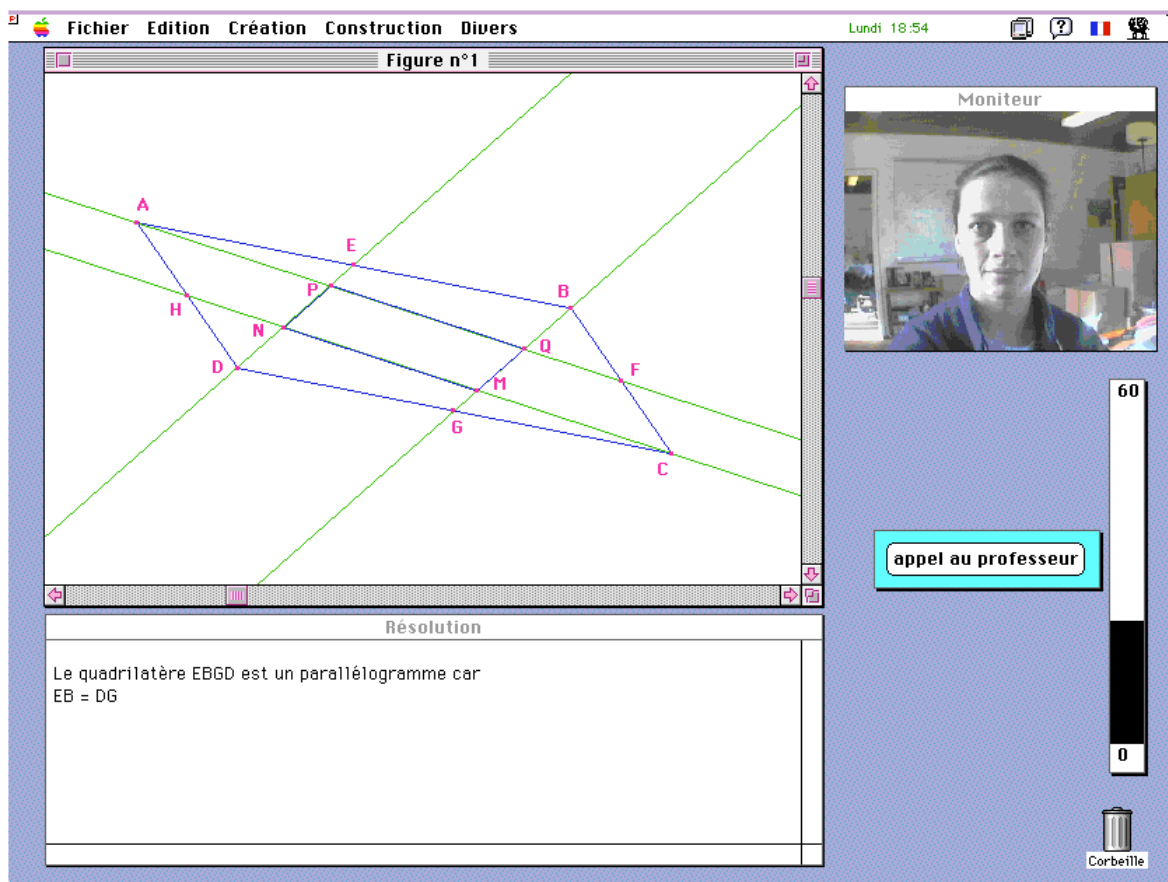 Fichier Edition Création Construction Divers
Lundi 18:54
Figure n°1
Moniteur
A
E
B
P
H
N
Q
D
M
F
G
C
60
appel au professeur
0
Résolution
Le quadrilatère EBGD est un parallélogramme car
EB = DG
Corbeille